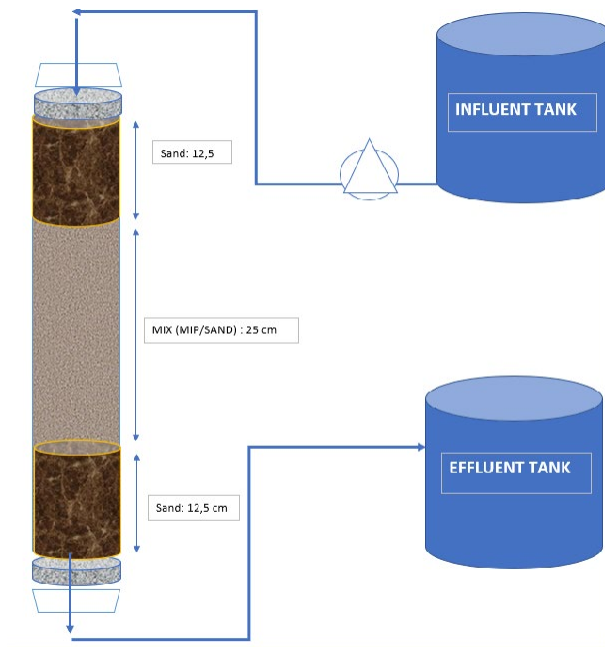 INFLUENT TANK
Sand: 12,5
MIX (MIF/SAND) : 25 cm
EFFLUENT TANK
Sand: 12,5 cm